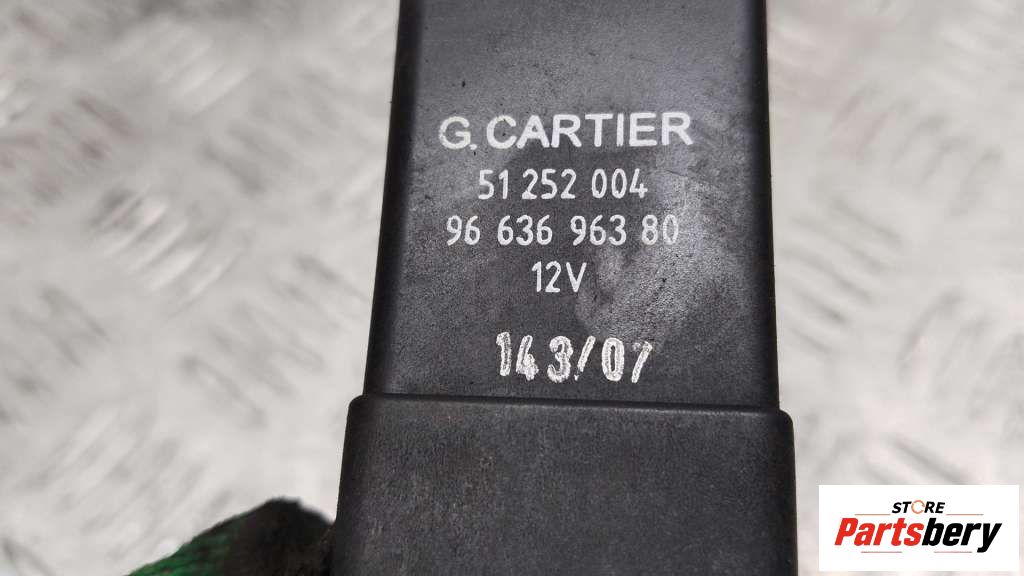 G. CARTIER
51 252 004
96 636 963 80
12V
143/07
STORE
Partsbery